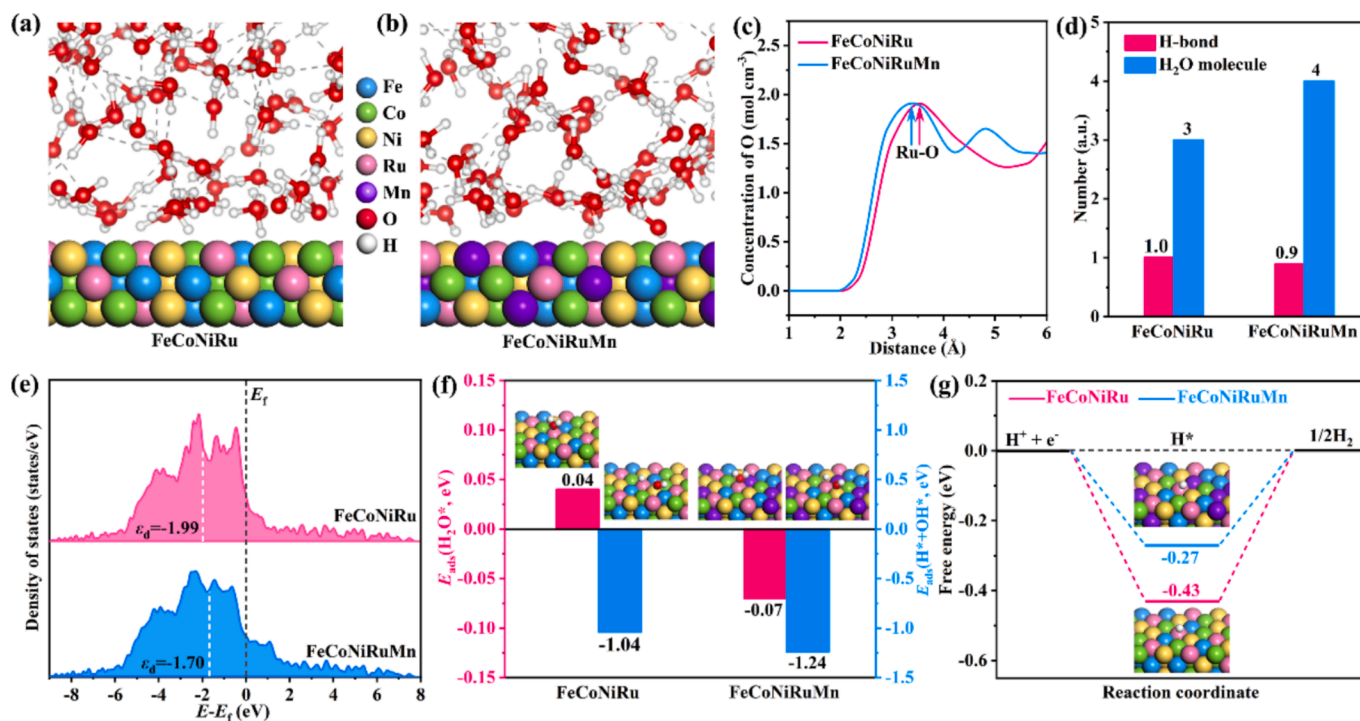 (a)
FeCoNiRu
Fe
Co
Ni
Ru
Mn
O
H
(b)
FeCoNiRuMn
(c)
Concentration of O (mol cm⁻³)
2.5
2.0
1.5
1.0
0.5
0.0
FeCoNiRu
FeCoNiRuMn
Ru-O
1 2 3 4 5 6
Distance (Å)
(d)
Number (a.u.)
5
4
3
2
1
0
H-bond
H₂O molecule
1.0
3
0.9
4
FeCoNiRu
FeCoNiRuMn
(e)
Density of states (states/eV)
E_f
FeCoNiRu
ε_d=-1.99
FeCoNiRuMn
ε_d=-1.70
-8 -6 -4 -2 0 2 4 6 8
E-E_f (eV)
(f)
E_ads(H₂O*, eV)
0.15
0.10
0.05
0.00
-0.05
-0.10
-0.15
0.04
-1.04
-0.07
-1.24
FeCoNiRu
FeCoNiRuMn
1.5
1.0
0.5
0.0
-0.5
-1.0
-1.5
E_ads(H*+OH*, eV)
(g)
Free energy (eV)
0.2
0.0
-0.2
-0.4
-0.6
FeCoNiRu
FeCoNiRuMn
H⁺ + e⁻
H*
1/2H₂
-0.27
-0.43
Reaction coordinate